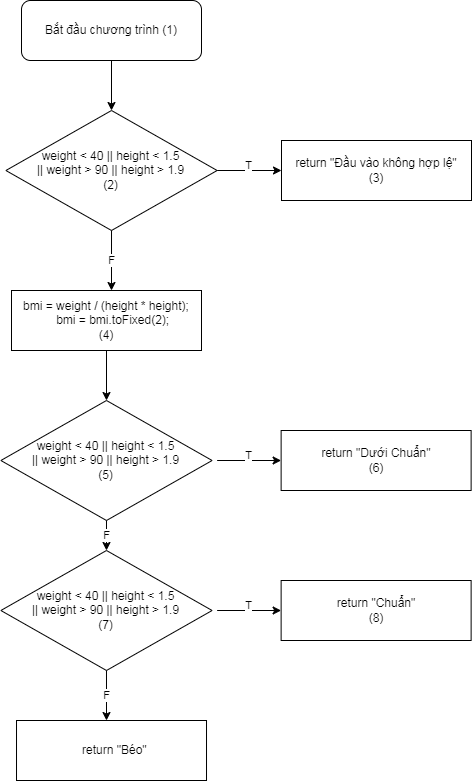 Bắt đầu chương trình (1)
weight < 40 || height < 1.5
|| weight > 90 || height > 1.9
(2)
T
return "Đầu vào không hợp lệ"
(3)
F
bmi = weight / (height * height);
bmi = bmi.toFixed(2);
(4)
weight < 40 || height < 1.5
|| weight > 90 || height > 1.9
(5)
T
return "Dưới Chuẩn"
(6)
F
weight < 40 || height < 1.5
|| weight > 90 || height > 1.9
(7)
T
return "Chuẩn"
(8)
F
return "Béo"